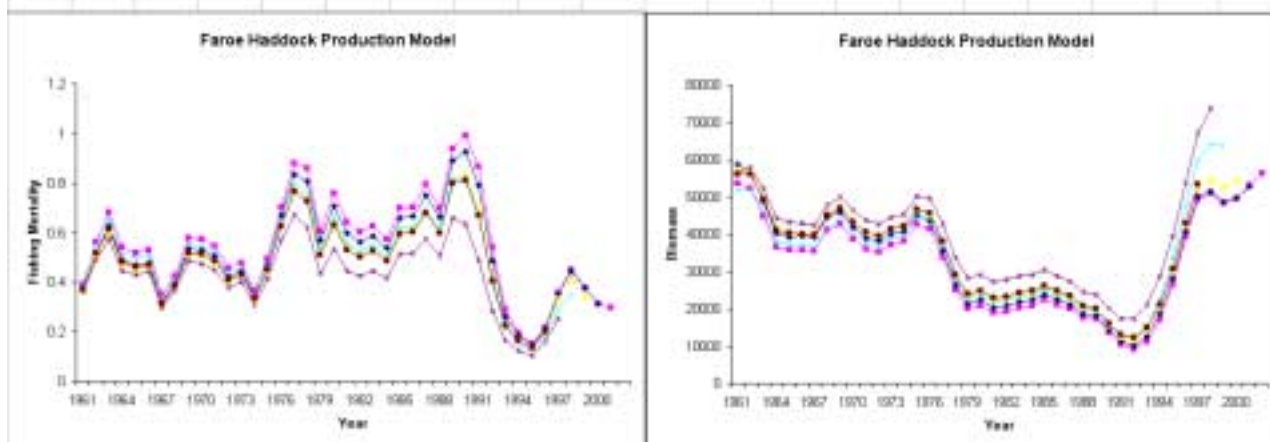 Faroe Haddock Production Model
Fishing Mortality
1.2
1
0.8
0.6
0.4
0.2
0
1961 1964 1967 1970 1973 1976 1979 1982 1985 1988 1991 1994 1997 2000
Year
Faroe Haddock Production Model
Biomass
80000
70000
60000
50000
40000
30000
20000
10000
0
1961 1964 1967 1970 1973 1976 1979 1982 1985 1988 1991 1994 1997 2000
Year